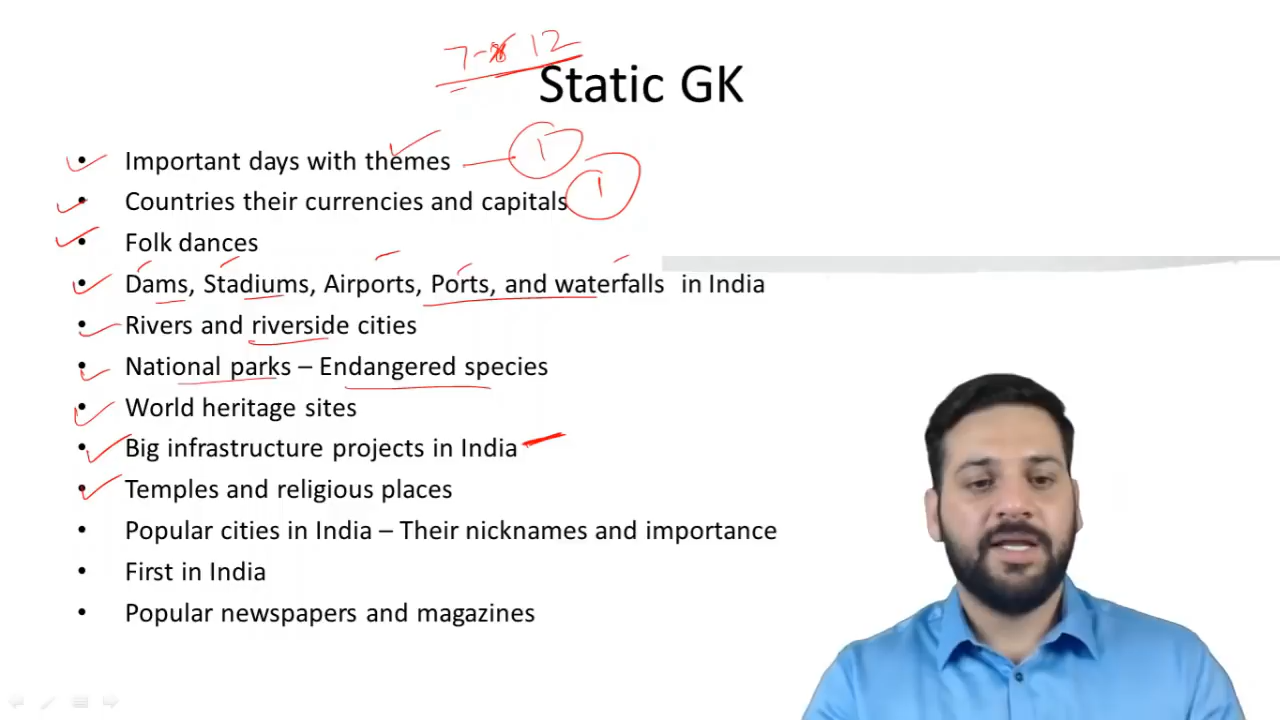 7-8 12
Static GK
• Important days with themes — 1
• Countries their currencies and capitals 1
• Folk dances
• Dams, Stadiums, Airports, Ports, and waterfalls in India
• Rivers and riverside cities
• National parks – Endangered species
• World heritage sites
• Big infrastructure projects in India
• Temples and religious places
• Popular cities in India – Their nicknames and importance
• First in India
• Popular newspapers and magazines